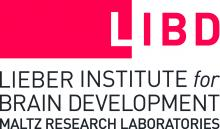 LIBD
LIEBER INSTITUTE for
BRAIN DEVELOPMENT
MALTZ RESEARCH LABORATORIES